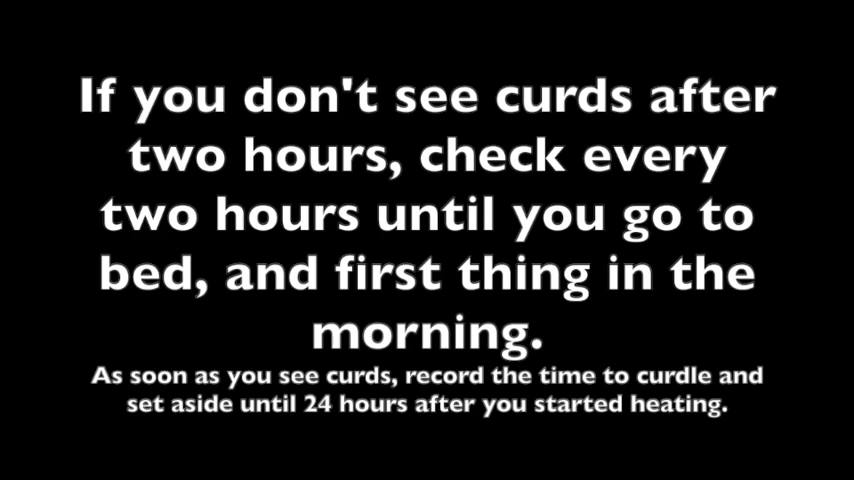 If you don't see curds after
two hours, check every
two hours until you go to
bed, and first thing in the
morning.
As soon as you see curds, record the time to curdle and
set aside until 24 hours after you started heating.